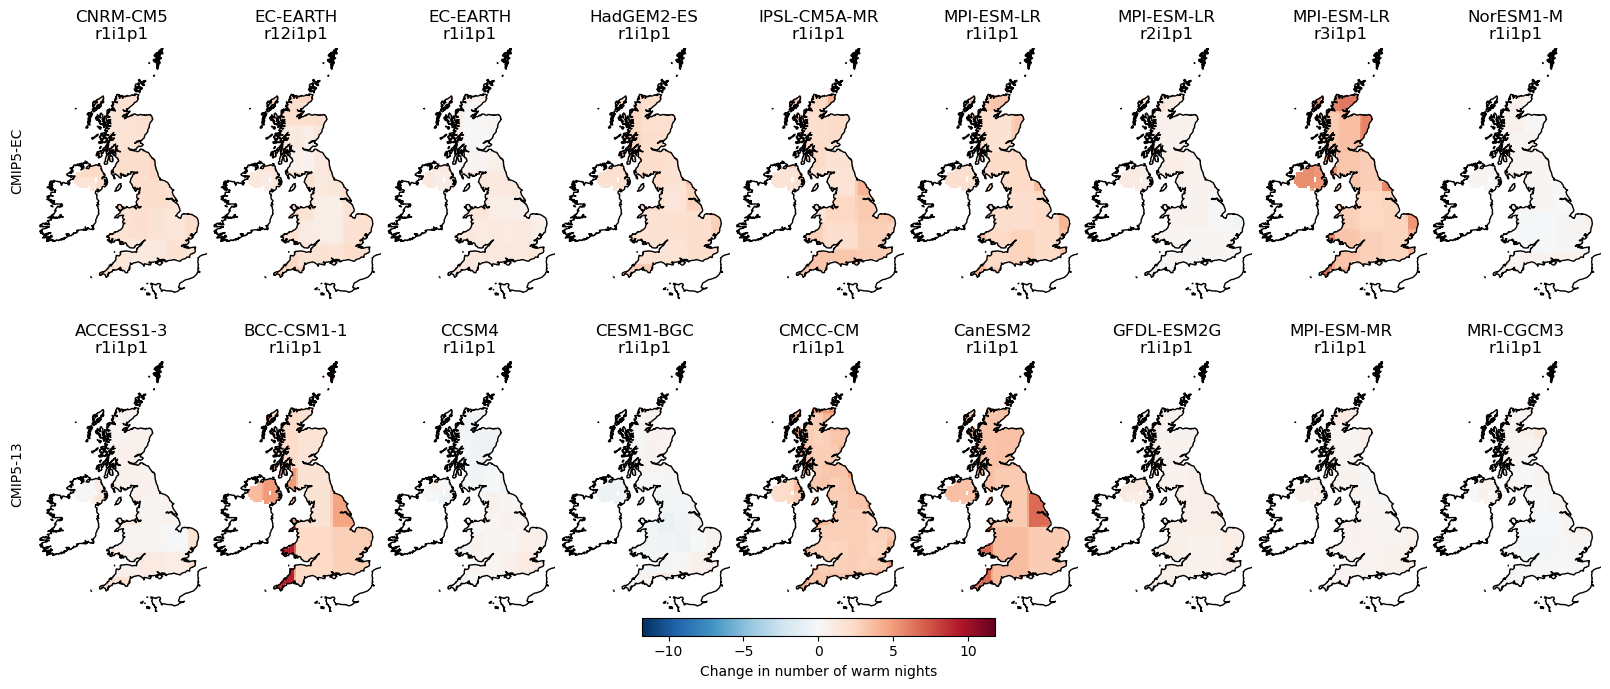 CNRM-CM5 EC-EARTH EC-EARTH HadGEM2-ES IPSL-CM5A-MR MPI-ESM-LR MPI-ESM-LR MPI-ESM-LR NorESM1-M
r1i1p1 r12i1p1 r1i1p1 r1i1p1 r1i1p1 r1i1p1 r2i1p1 r3i1p1 r1i1p1
CMIP5-EC
ACCESS1-3 BCC-CSM1-1 CCSM4 CESM1-BGC CMCC-CM CanESM2 GFDL-ESM2G MPI-ESM-MR MRI-CGCM3
r1i1p1 r1i1p1 r1i1p1 r1i1p1 r1i1p1 r1i1p1 r1i1p1 r1i1p1 r1i1p1
CMIP5-13
−10 −5 0 5 10
Change in number of warm nights